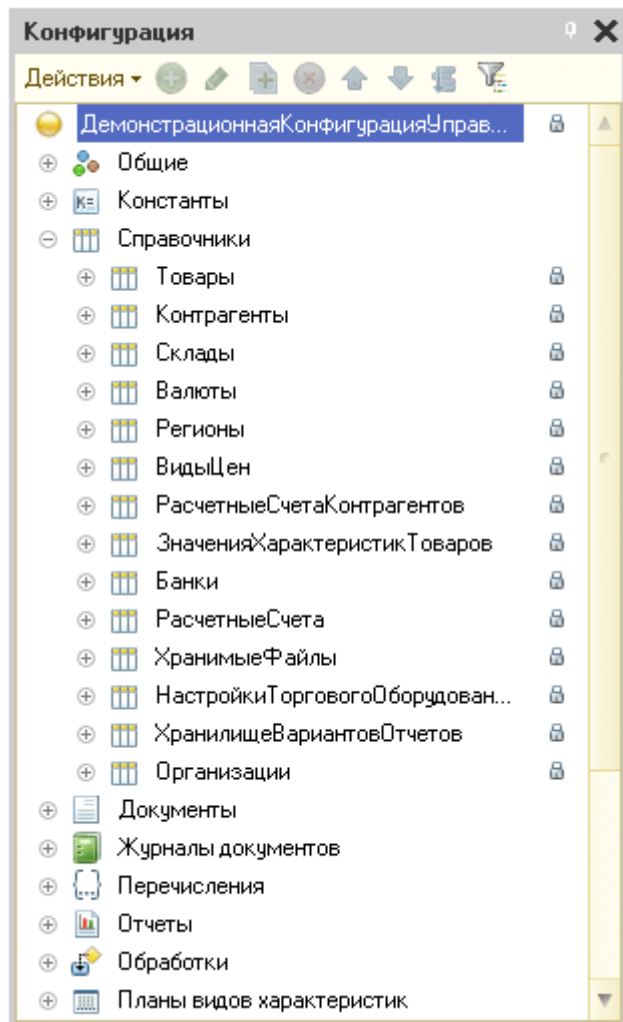 Конфигурация
Действия
ДемонстрационнаяКонфигурацияУправ...
Общие
Константы
Справочники
Товары
Контрагенты
Склады
Валюты
Регионы
ВидыЦен
РасчетныеСчетаКонтрагентов
ЗначенияХарактеристикТоваров
Банки
РасчетныеСчета
ХранимыеФайлы
НастройкиТорговогоОборудован...
ХранилищеВариантовОтчетов
Организации
Документы
Журналы документов
Перечисления
Отчеты
Обработки
Планы видов характеристик